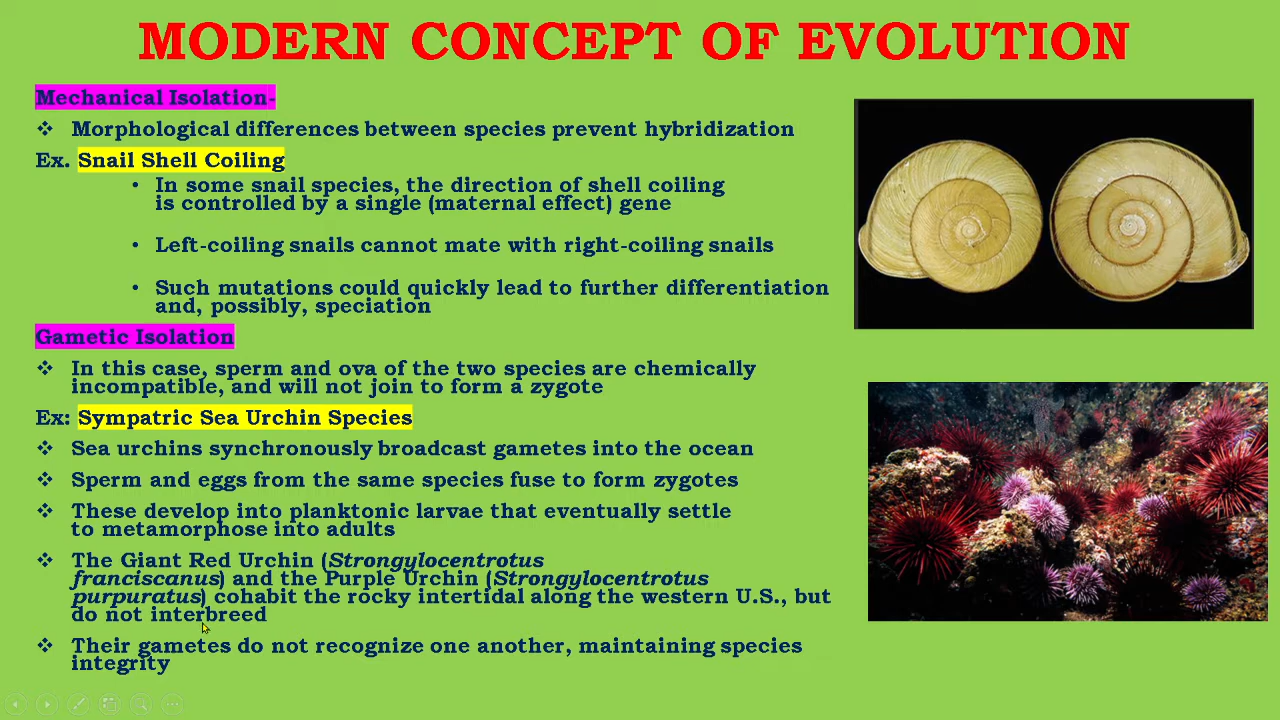 MODERN CONCEPT OF EVOLUTION
Mechanical Isolation-
❖ Morphological differences between species prevent hybridization
Ex. Snail Shell Coiling
• In some snail species, the direction of shell coiling
is controlled by a single (maternal effect) gene
• Left-coiling snails cannot mate with right-coiling snails
• Such mutations could quickly lead to further differentiation
and, possibly, speciation
Gametic Isolation
❖ In this case, sperm and ova of the two species are chemically
incompatible, and will not join to form a zygote
Ex: Sympatric Sea Urchin Species
❖ Sea urchins synchronously broadcast gametes into the ocean
❖ Sperm and eggs from the same species fuse to form zygotes
❖ These develop into planktonic larvae that eventually settle
to metamorphose into adults
❖ The Giant Red Urchin (Strongylocentrotus
franciscanus) and the Purple Urchin (Strongylocentrotus
purpuratus) cohabit the rocky intertidal along the western U.S., but
do not interbreed
❖ Their gametes do not recognize one another, maintaining species
integrity